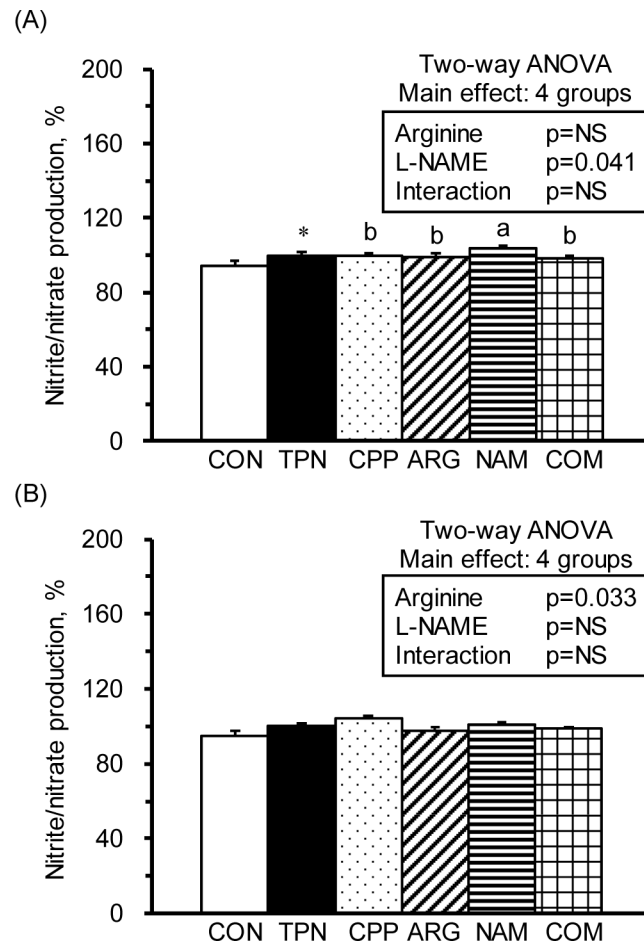 (A)
Nitrite/nitrate production, %
200
160
120
80
40
0
Two-way ANOVA
Main effect: 4 groups
Arginine p=NS
L-NAME p=0.041
Interaction p=NS
* b b a b
CON TPN CPP ARG NAM COM
(B)
Nitrite/nitrate production, %
200
160
120
80
40
0
Two-way ANOVA
Main effect: 4 groups
Arginine p=0.033
L-NAME p=NS
Interaction p=NS
CON TPN CPP ARG NAM COM